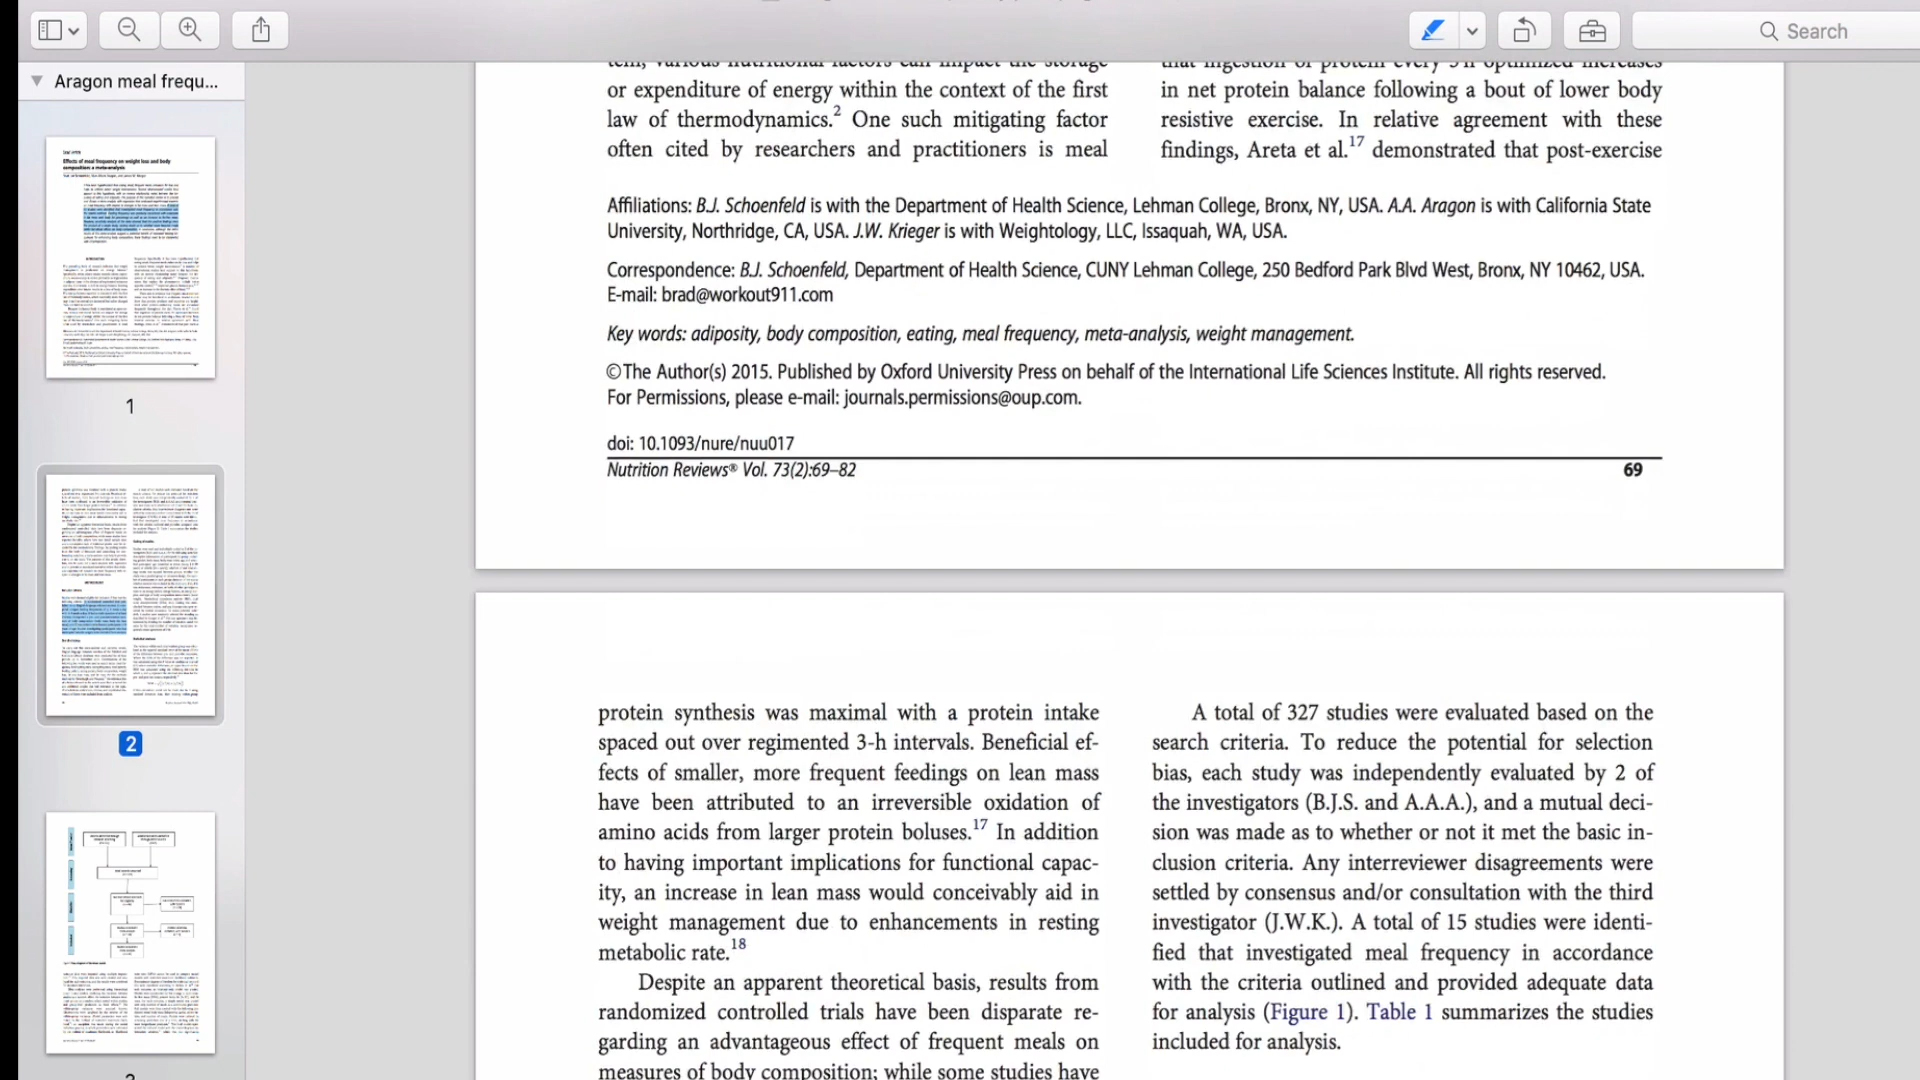 Search
Aragon meal frequ...
1
2
or expenditure of energy within the context of the first
law of thermodynamics.2 One such mitigating factor
often cited by researchers and practitioners is meal
that ingestion of protein every 3 h optimized increases
in net protein balance following a bout of lower body
resistive exercise. In relative agreement with these
findings, Areta et al.17 demonstrated that post-exercise
Affiliations: B.J. Schoenfeld is with the Department of Health Science, Lehman College, Bronx, NY, USA. A.A. Aragon is with California State
University, Northridge, CA, USA. J.W. Krieger is with Weightology, LLC, Issaquah, WA, USA.
Correspondence: B.J. Schoenfeld, Department of Health Science, CUNY Lehman College, 250 Bedford Park Blvd West, Bronx, NY 10462, USA.
E-mail: brad@workout911.com
Key words: adiposity, body composition, eating, meal frequency, meta-analysis, weight management.
©The Author(s) 2015. Published by Oxford University Press on behalf of the International Life Sciences Institute. All rights reserved.
For Permissions, please e-mail: journals.permissions@oup.com.
doi: 10.1093/nure/nuu017
Nutrition Reviews® Vol. 73(2):69–82 69
protein synthesis was maximal with a protein intake
spaced out over regimented 3-h intervals. Beneficial ef-
fects of smaller, more frequent feedings on lean mass
have been attributed to an irreversible oxidation of
amino acids from larger protein boluses.17 In addition
to having important implications for functional capac-
ity, an increase in lean mass would conceivably aid in
weight management due to enhancements in resting
metabolic rate.18
Despite an apparent theoretical basis, results from
randomized controlled trials have been disparate re-
garding an advantageous effect of frequent meals on
measures of body composition; while some studies have
A total of 327 studies were evaluated based on the
search criteria. To reduce the potential for selection
bias, each study was independently evaluated by 2 of
the investigators (B.J.S. and A.A.A.), and a mutual deci-
sion was made as to whether or not it met the basic in-
clusion criteria. Any interreviewer disagreements were
settled by consensus and/or consultation with the third
investigator (J.W.K.). A total of 15 studies were identi-
fied that investigated meal frequency in accordance
with the criteria outlined and provided adequate data
for analysis (Figure 1). Table 1 summarizes the studies
included for analysis.